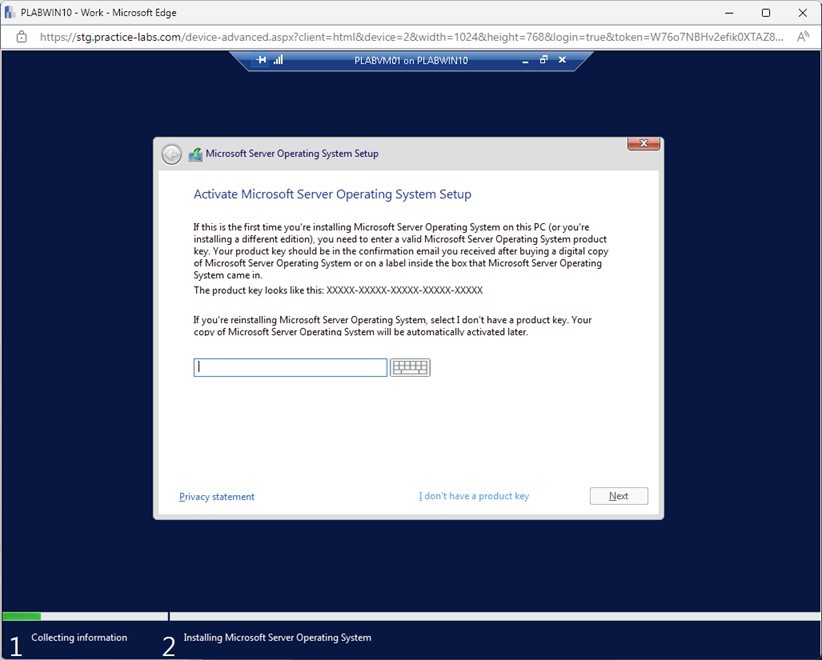 PLABWIN10 - Work - Microsoft Edge
https://stg.practice-labs.com/device-advanced.aspx?client=html&device=2&width=1024&height=768&login=true&token=W76o7NBHv2efik0XTAZ8...
PLABVM01 on PLABWIN10
Microsoft Server Operating System Setup
Activate Microsoft Server Operating System Setup
If this is the first time you're installing Microsoft Server Operating System on this PC (or you're
installing a different edition), you need to enter a valid Microsoft Server Operating System product
key. Your product key should be in the confirmation email you received after buying a digital copy
of Microsoft Server Operating System or on a label inside the box that Microsoft Server Operating
System came in.
The product key looks like this: XXXXX-XXXXX-XXXXX-XXXXX-XXXXX
If you're reinstalling Microsoft Server Operating System, select I don't have a product key. Your
copy of Microsoft Server Operating System will be automatically activated later.
Privacy statement
I don't have a product key
Next
1 Collecting information
2 Installing Microsoft Server Operating System